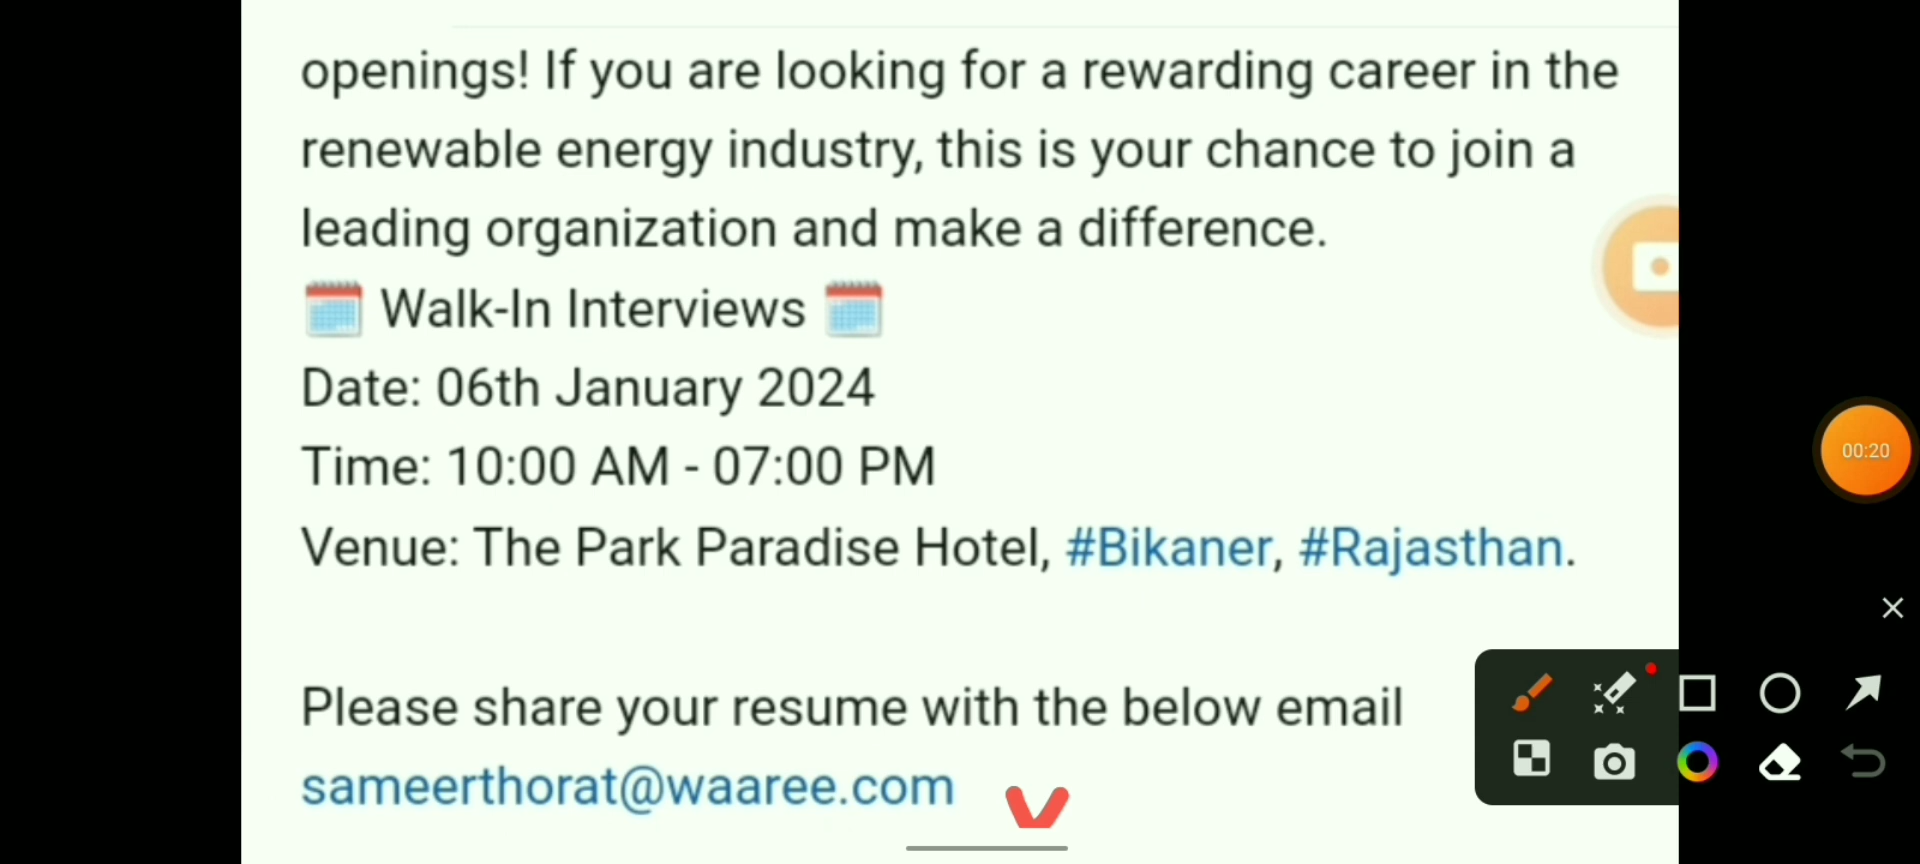 openings! If you are looking for a rewarding career in the
renewable energy industry, this is your chance to join a
leading organization and make a difference.
🗓️ Walk-In Interviews 🗓️
Date: 06th January 2024
Time: 10:00 AM - 07:00 PM
Venue: The Park Paradise Hotel, #Bikaner, #Rajasthan.
Please share your resume with the below email
sameerthorat@waaree.com
00:20